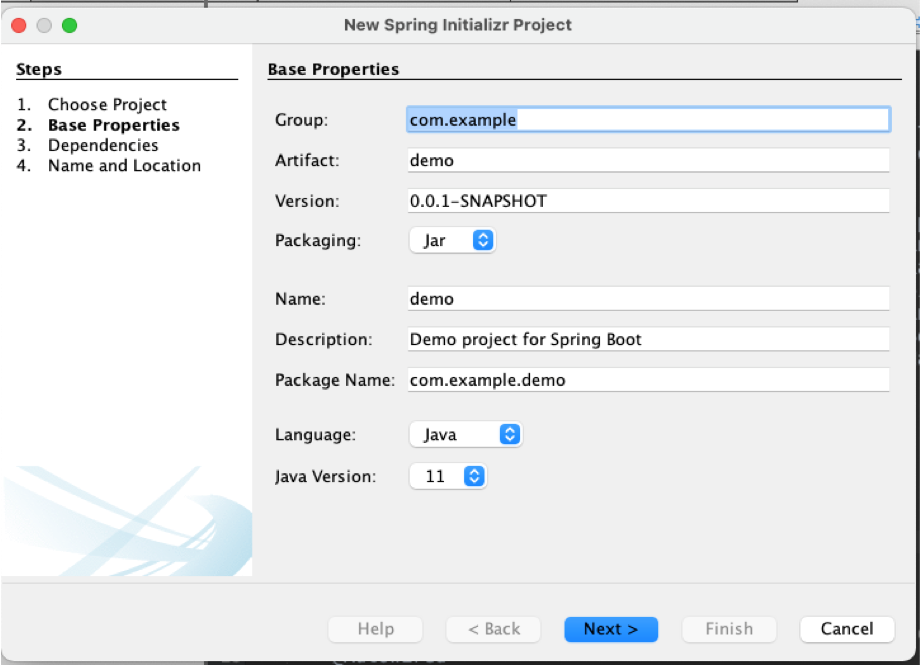 New Spring Initializr Project
Steps
1. Choose Project
2. Base Properties
3. Dependencies
4. Name and Location
Base Properties
Group: com.example
Artifact: demo
Version: 0.0.1-SNAPSHOT
Packaging: Jar
Name: demo
Description: Demo project for Spring Boot
Package Name: com.example.demo
Language: Java
Java Version: 11
Help < Back Next > Finish Cancel